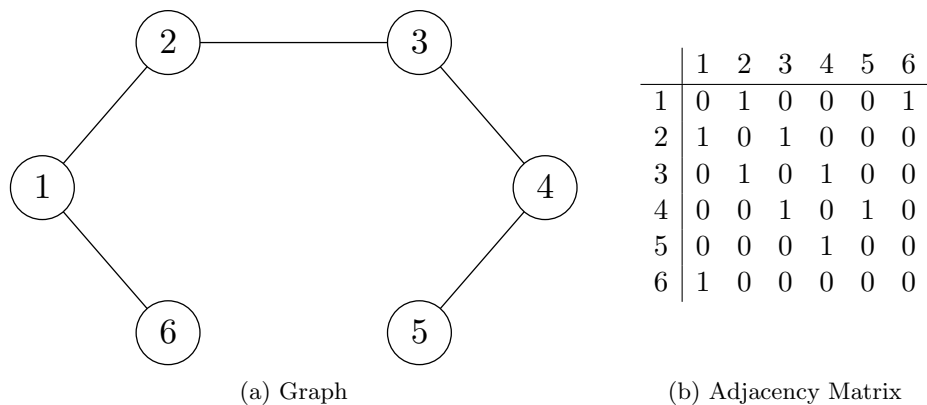 2 3
1 4
6 5
(a) Graph
1 2 3 4 5 6
1 0 1 0 0 0 1
2 1 0 1 0 0 0
3 0 1 0 1 0 0
4 0 0 1 0 1 0
5 0 0 0 1 0 0
6 1 0 0 0 0 0
(b) Adjacency Matrix